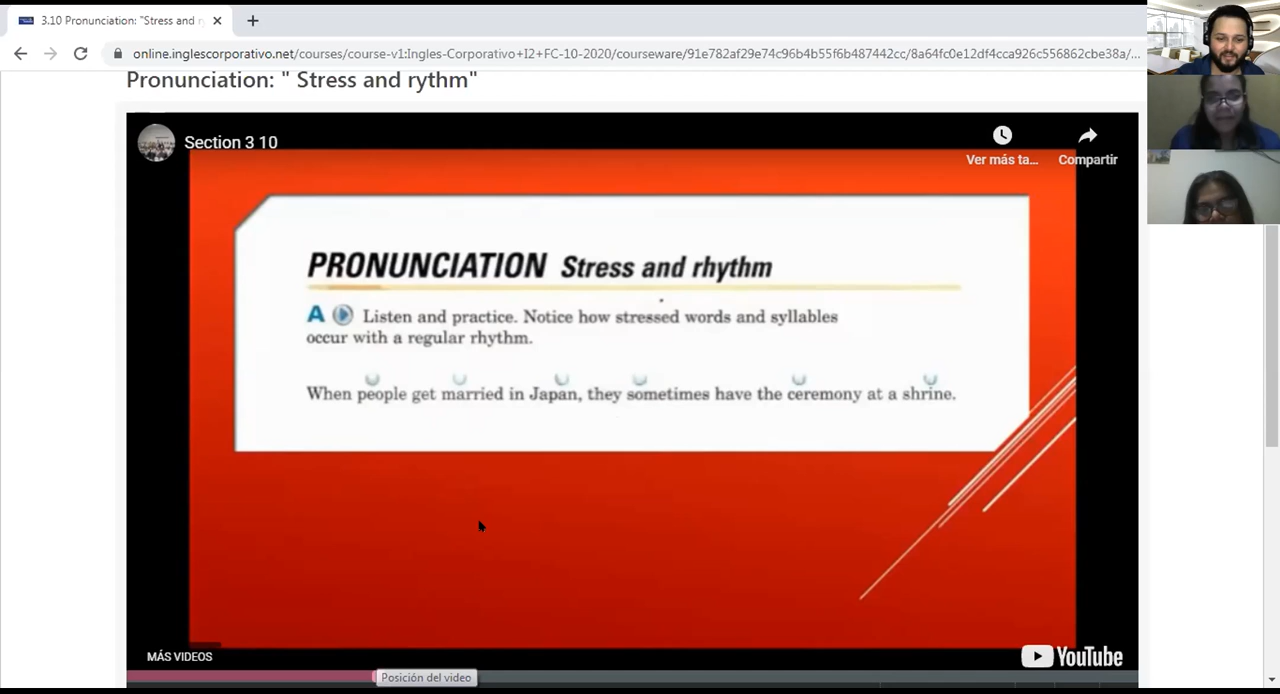 3.10 Pronunciation: "Stress and r
online.inglescorporativo.net/courses/course-v1:Ingles-Corporativo+I2+FC-10-2020/courseware/91e782af29e74c96b4b55f6b487442cc/8a64fc0e12df4cca926c556862cbe38a/...
Pronunciation: " Stress and rythm"
Section 3 10
Ver más ta...
Compartir
PRONUNCIATION Stress and rhythm
A Listen and practice. Notice how stressed words and syllables
occur with a regular rhythm.
When people get married in Japan, they sometimes have the ceremony at a shrine.
MÁS VIDEOS
YouTube
Posición del video